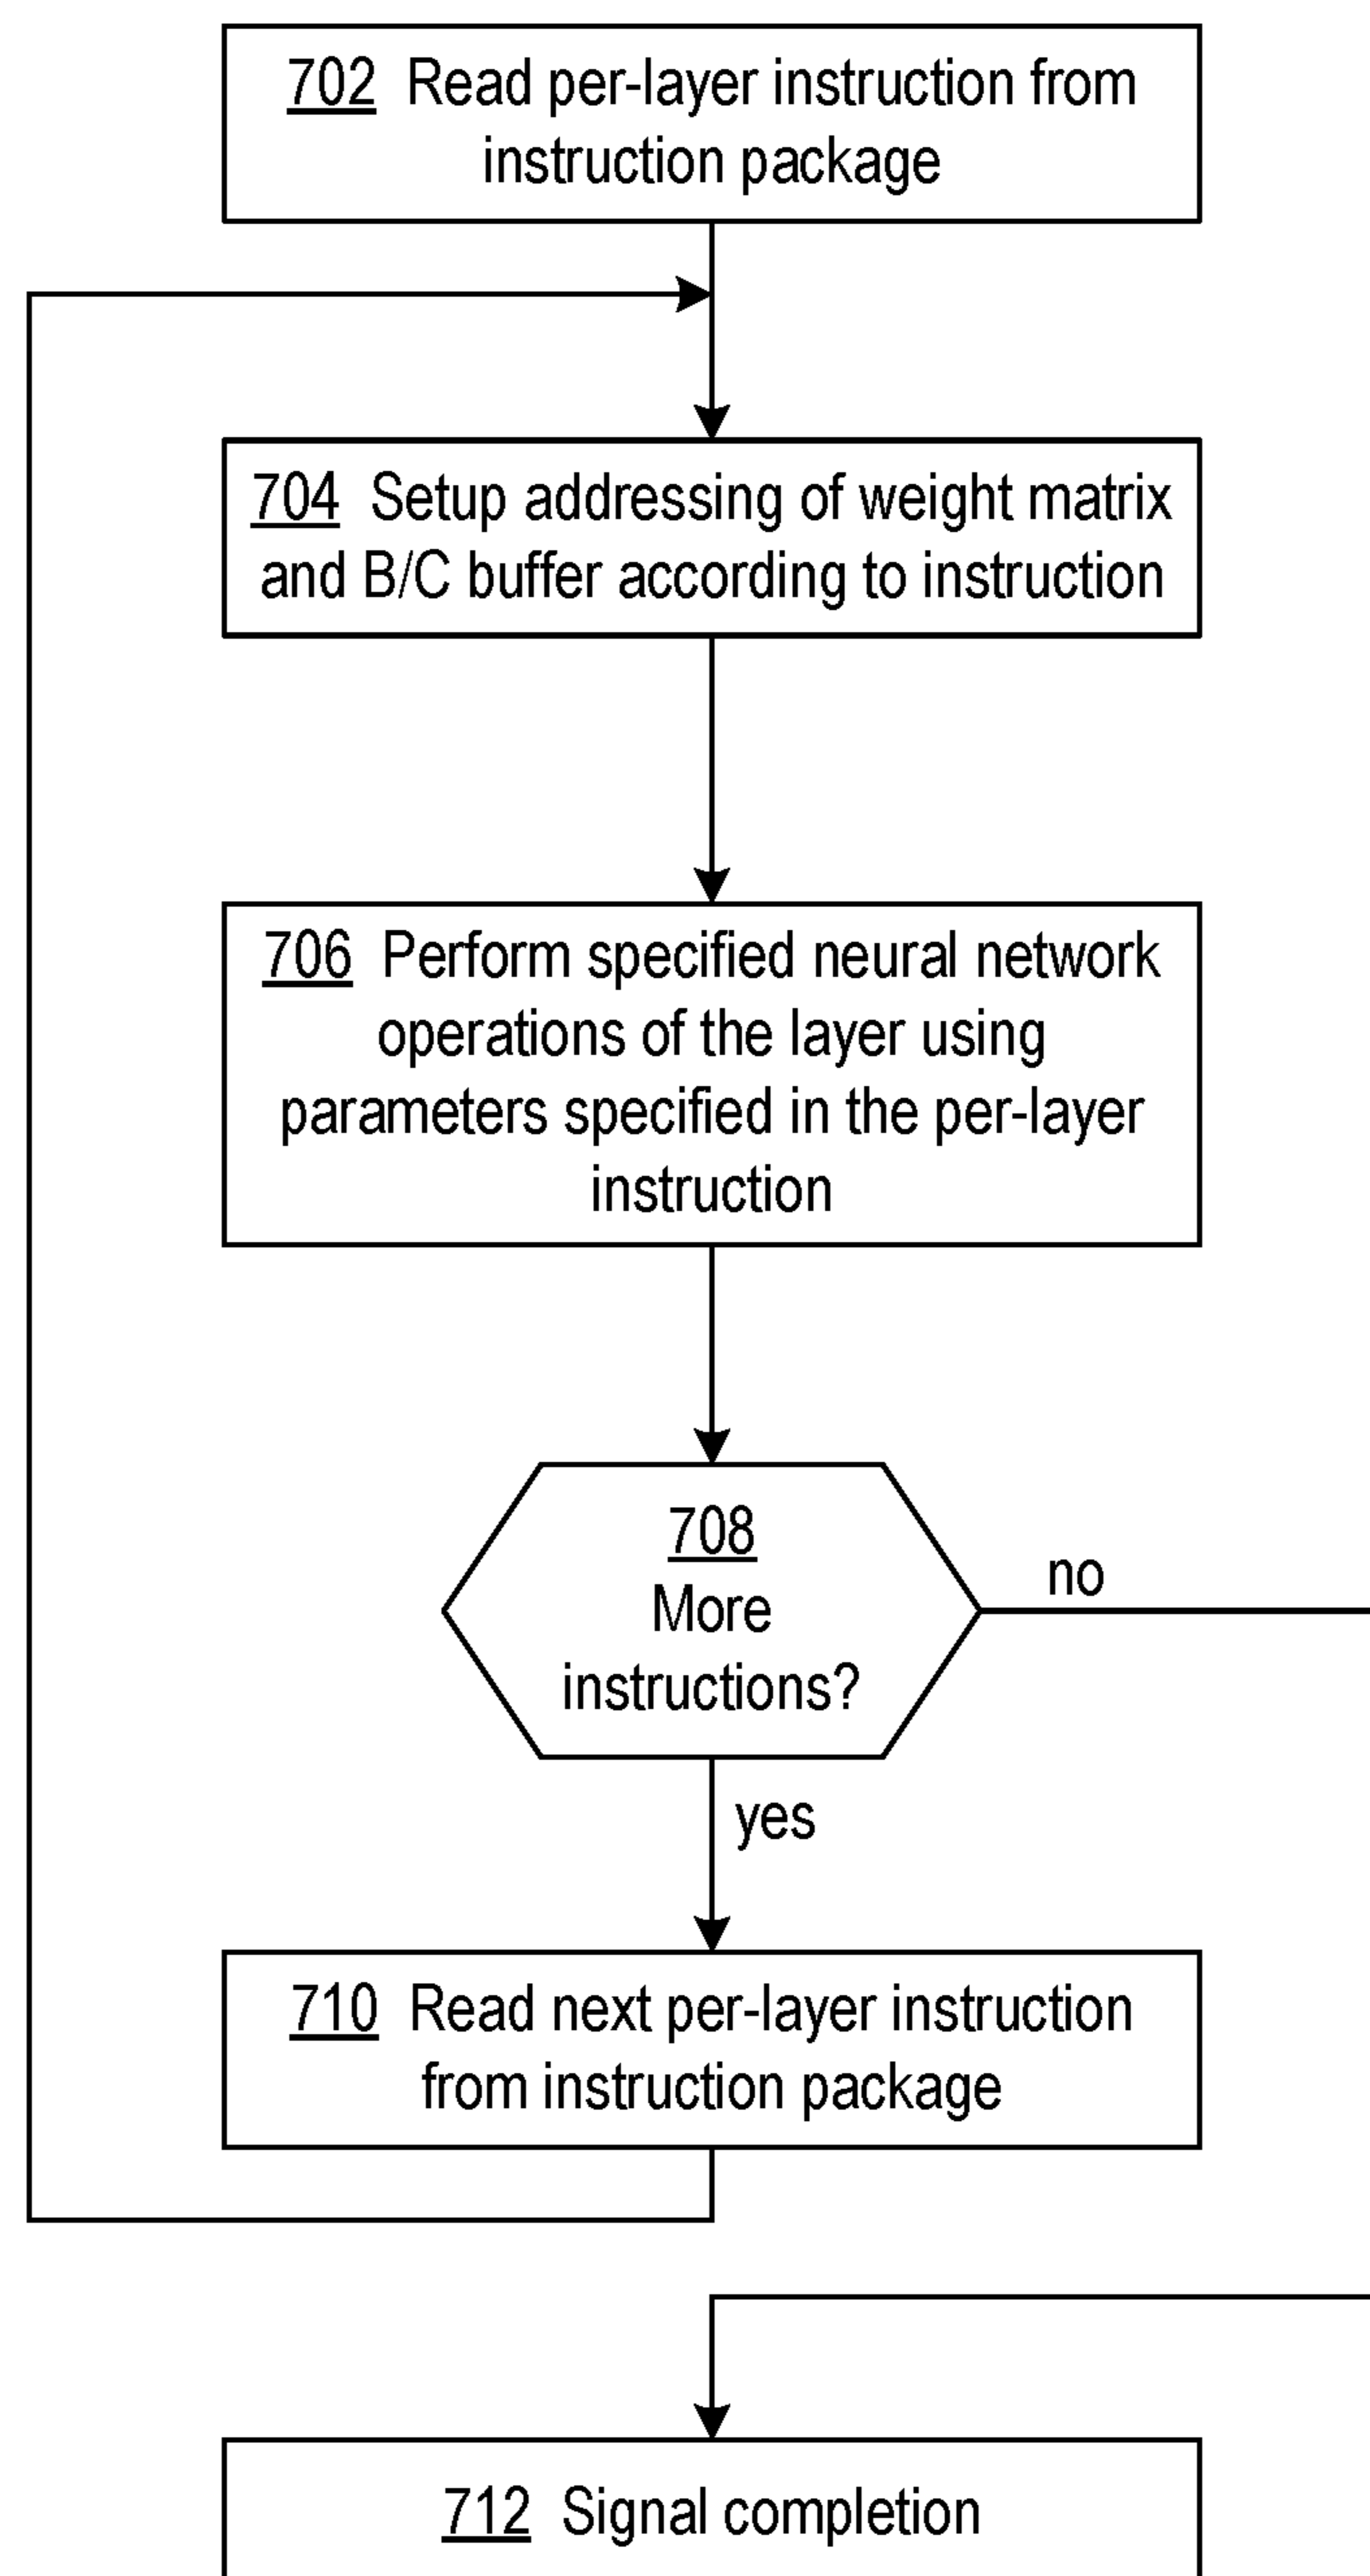 702 Read per-layer instruction from
instruction package
704 Setup addressing of weight matrix
and B/C buffer according to instruction
706 Perform specified neural network
operations of the layer using
parameters specified in the per-layer
instruction
708
More
instructions?
no
yes
710 Read next per-layer instruction
from instruction package
712 Signal completion